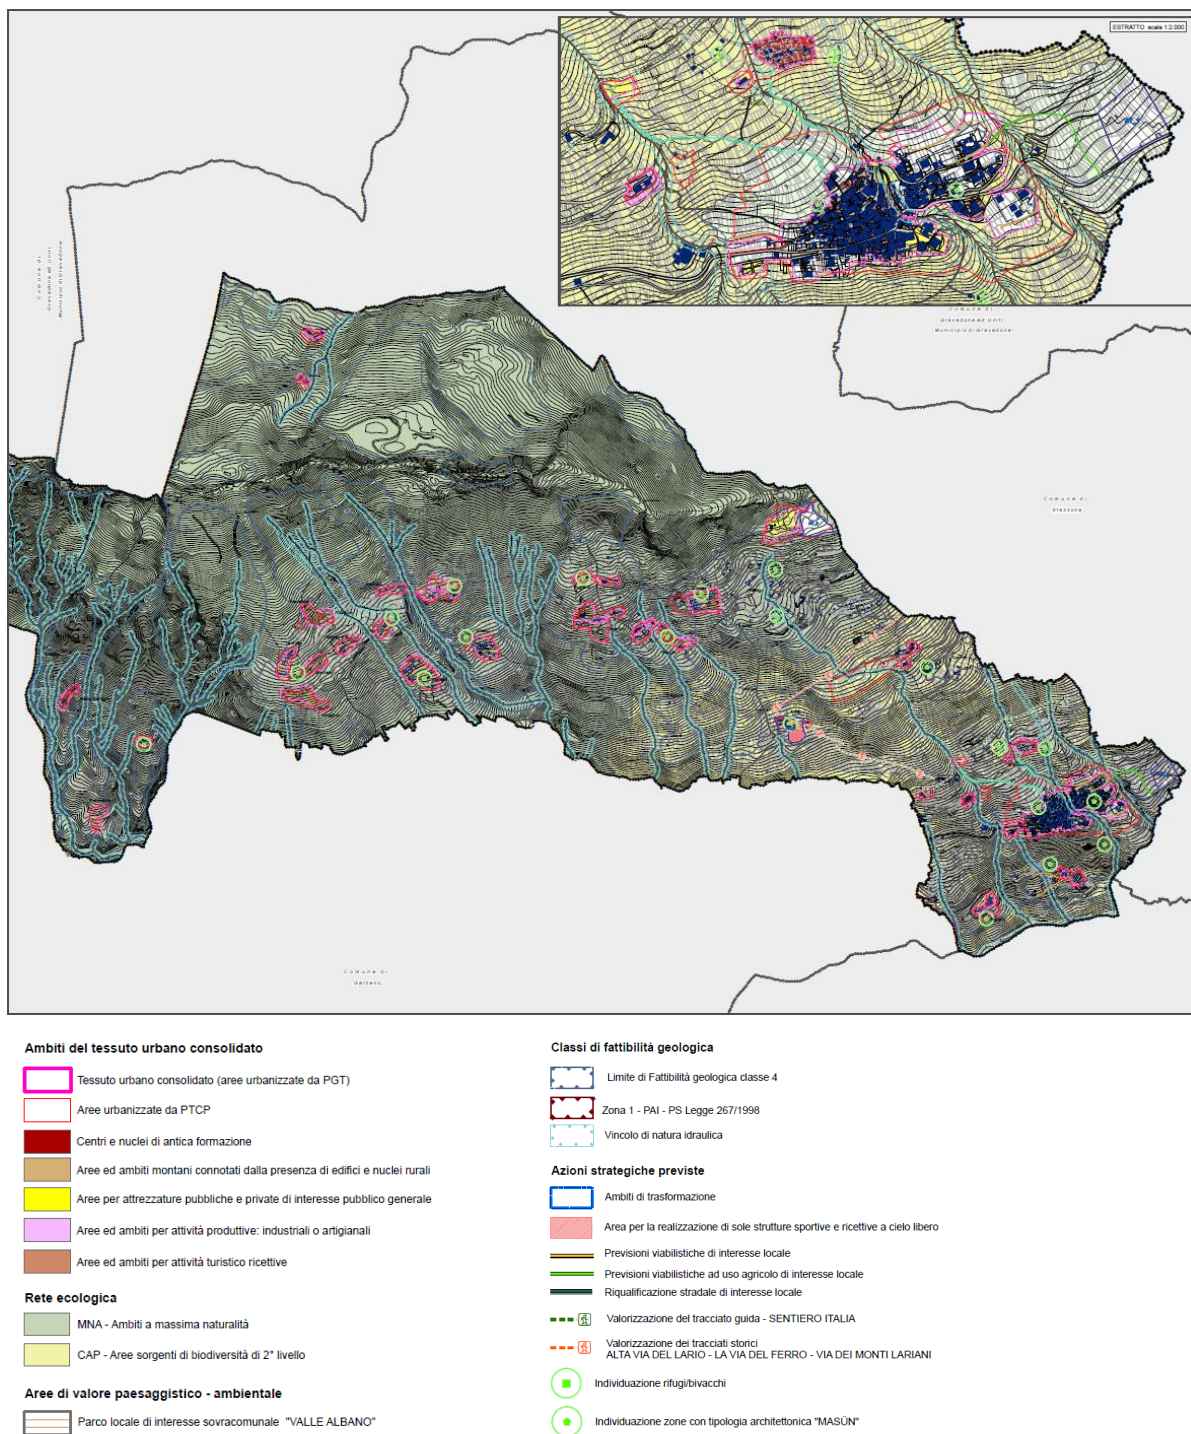 ESTRATTO scala 1:2.000
Comune di
Gravedona ed Uniti
Municipio di Gravedona
Comune di
Gravedona ed Uniti
Municipio di Gravedona
Comune di
Stazzona
Comune di
Garzeno
Ambiti del tessuto urbano consolidato
Tessuto urbano consolidato (aree urbanizzate da PGT)
Aree urbanizzate da PTCP
Centri e nuclei di antica formazione
Aree ed ambiti montani connotati dalla presenza di edifici e nuclei rurali
Aree per attrezzature pubbliche e private di interesse pubblico generale
Aree ed ambiti per attività produttive: industriali o artigianali
Aree ed ambiti per attività turistico ricettive
Rete ecologica
MNA - Ambiti a massima naturalità
CAP - Aree sorgenti di biodiversità di 2° livello
Aree di valore paesaggistico - ambientale
Parco locale di interesse sovracomunale "VALLE ALBANO"
Classi di fattibilità geologica
Limite di Fattibilità geologica classe 4
Zona 1 - PAI - PS Legge 267/1998
Vincolo di natura idraulica
Azioni strategiche previste
Ambiti di trasformazione
Area per la realizzazione di sole strutture sportive e ricettive a cielo libero
Previsioni viabilistiche di interesse locale
Previsioni viabilistiche ad uso agricolo di interesse locale
Riqualificazione stradale di interesse locale
Valorizzazione del tracciato guida - SENTIERO ITALIA
Valorizzazione dei tracciati storici
ALTA VIA DEL LARIO - LA VIA DEL FERRO - VIA DEI MONTI LARIANI
Individuazione rifugi/bivacchi
Individuazione zone con tipologia architettonica "MASÜN"